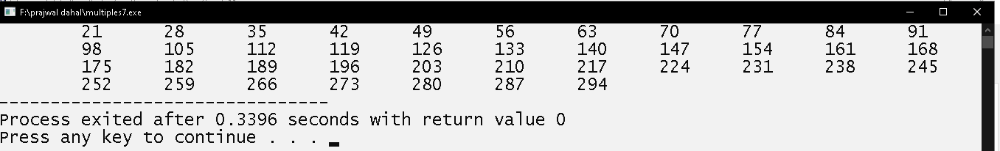 F:\prajwal dahal\multiples7.exe
21 28 35 42 49 56 63 70 77 84 91
98 105 112 119 126 133 140 147 154 161 168
175 182 189 196 203 210 217 224 231 238 245
252 259 266 273 280 287 294
--------------------------------
Process exited after 0.3396 seconds with return value 0
Press any key to continue . . .